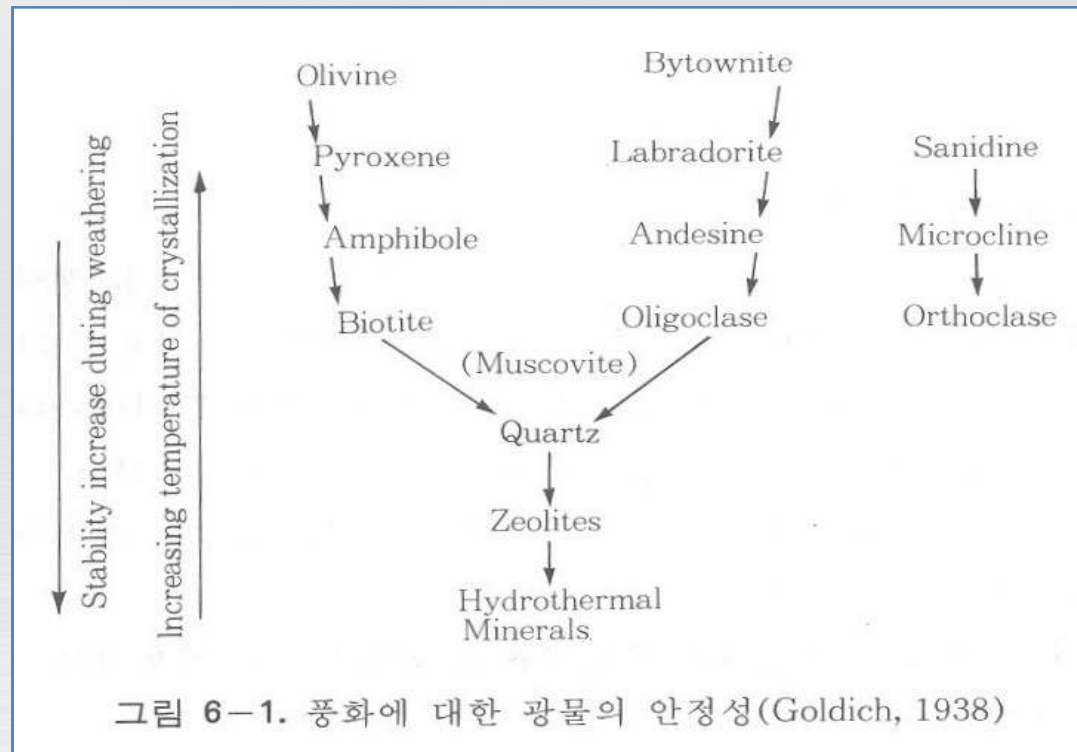 Stability increase during weathering
Increasing temperature of crystallization
Olivine
Bytownite
Pyroxene
Labradorite
Sanidine
Amphibole
Andesine
Microcline
Biotite
Oligoclase
Orthoclase
(Muscovite)
Quartz
Zeolites
Hydrothermal
Minerals
그림 6-1. 풍화에 대한 광물의 안정성(Goldich, 1938)